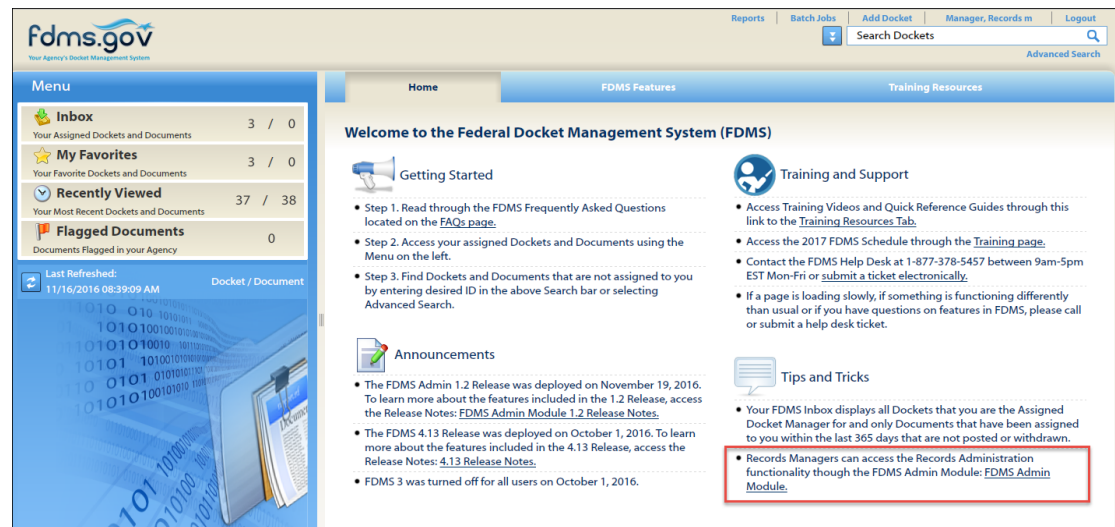 fdms.gov
Your Agency's Docket Management System
Reports
Batch Jobs
Add Docket
Manager, Records m
Logout
Search Dockets
Advanced Search
Menu
Inbox
Your Assigned Dockets and Documents
3 / 0
My Favorites
Your Favorite Dockets and Documents
3 / 0
Recently Viewed
Your Most Recent Dockets and Documents
37 / 38
Flagged Documents
Documents Flagged in your Agency
0
Last Refreshed:
11/16/2016 08:39:09 AM
Docket / Document
Home
FDMS Features
Training Resources
Welcome to the Federal Docket Management System (FDMS)
Getting Started
• Step 1. Read through the FDMS Frequently Asked Questions
located on the FAQs page.
• Step 2. Access your assigned Dockets and Documents using the
Menu on the left.
• Step 3. Find Dockets and Documents that are not assigned to you
by entering desired ID in the above Search bar or selecting
Advanced Search.
Announcements
• The FDMS Admin 1.2 Release was deployed on November 19, 2016.
To learn more about the features included in the 1.2 Release, access
the Release Notes: FDMS Admin Module 1.2 Release Notes.
• The FDMS 4.13 Release was deployed on October 1, 2016. To learn
more about the features included in the 4.13 Release, access the
Release Notes: 4.13 Release Notes.
• FDMS 3 was turned off for all users on October 1, 2016.
Training and Support
• Access Training Videos and Quick Reference Guides through this
link to the Training Resources Tab.
• Access the 2017 FDMS Schedule through the Training page.
• Contact the FDMS Help Desk at 1-877-378-5457 between 9am-5pm
EST Mon-Fri or submit a ticket electronically.
• If a page is loading slowly, if something is functioning differently
than usual or if you have questions on features in FDMS, please call
or submit a help desk ticket.
Tips and Tricks
• Your FDMS Inbox displays all Dockets that you are the Assigned
Docket Manager for and only Documents that have been assigned
to you within the last 365 days that are not posted or withdrawn.
• Records Managers can access the Records Administration
functionality though the FDMS Admin Module: FDMS Admin
Module.